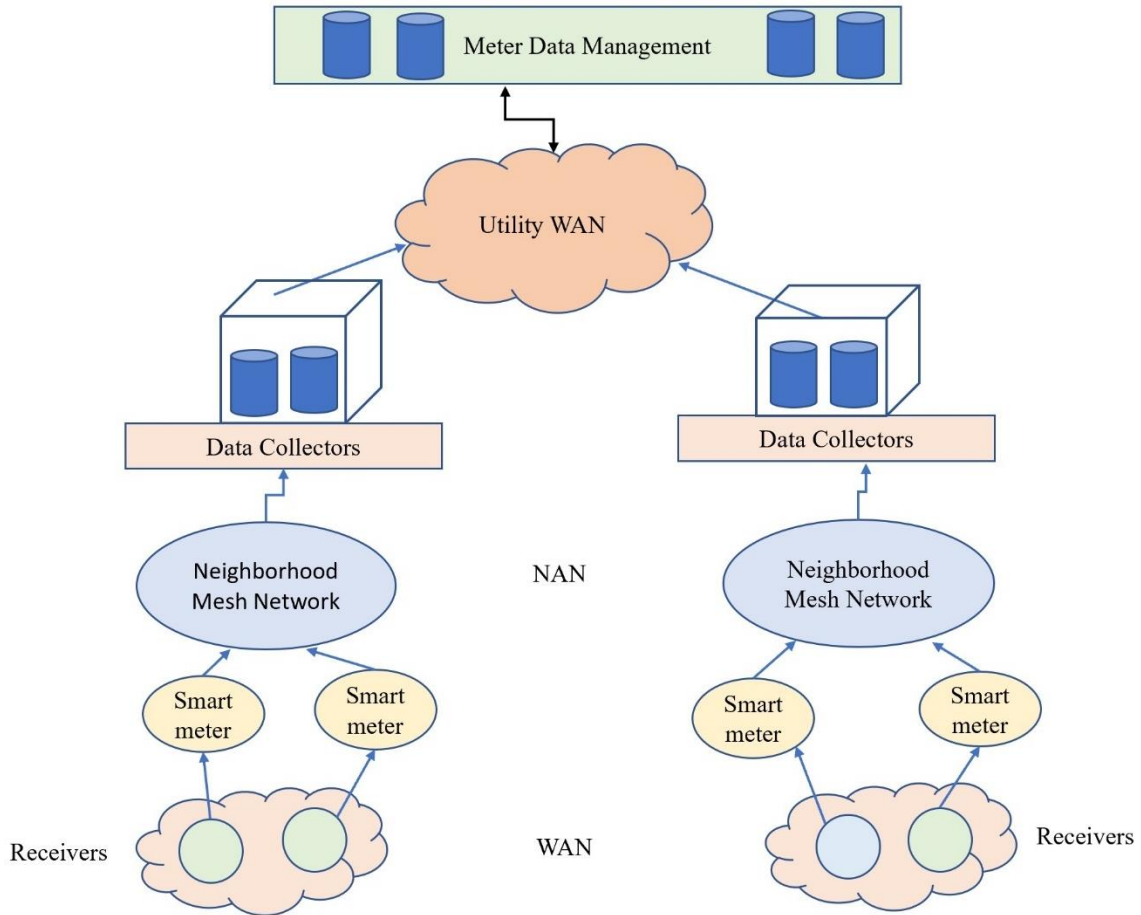 Meter Data Management
Utility WAN
Data Collectors
Data Collectors
Neighborhood
Mesh Network
NAN
Neighborhood
Mesh Network
Smart
meter
Smart
meter
Smart
meter
Smart
meter
Receivers
WAN
Receivers